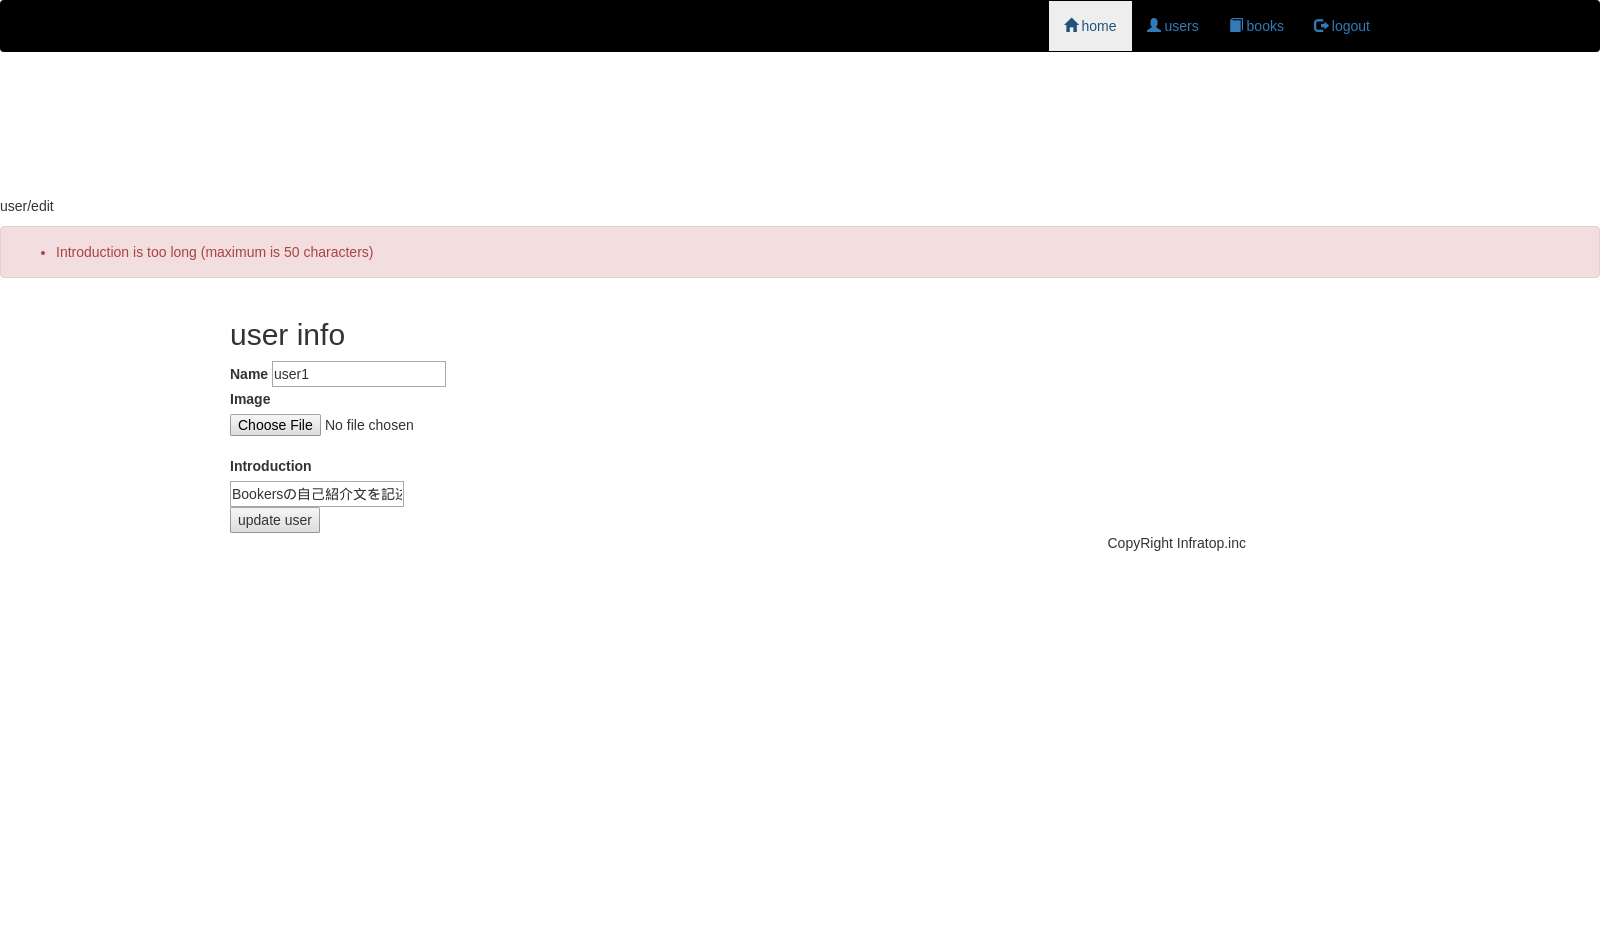 home users books logout
user/edit
Introduction is too long (maximum is 50 characters)
user info
Name user1
Image
Choose File No file chosen
Introduction
Bookersの自己紹介文を記
update user
CopyRight Infratop.inc